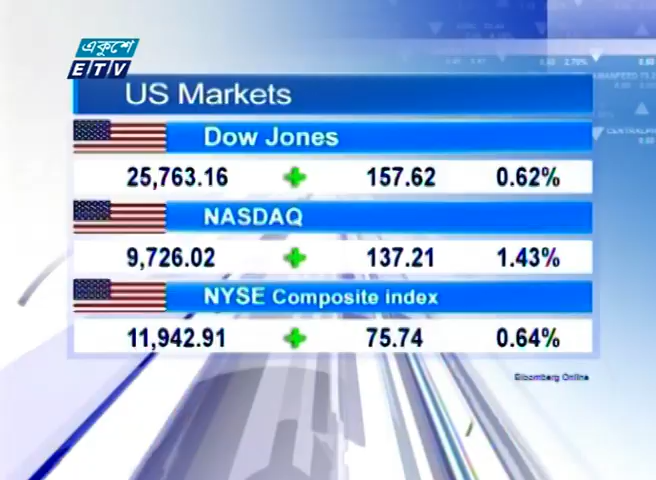 একুশে
ETV
US Markets
Dow Jones
25,763.16 + 157.62 0.62%
NASDAQ
9,726.02 + 137.21 1.43%
NYSE Composite index
11,942.91 + 75.74 0.64%
Bloomberg Online